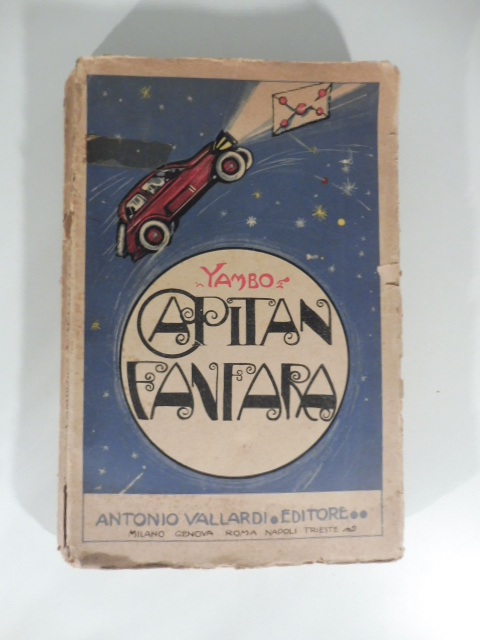 YAMBO
CAPITAN
FANFARA
ANTONIO VALLARDI • EDITORE ••
MILANO GENOVA ROMA NAPOLI TRIESTE